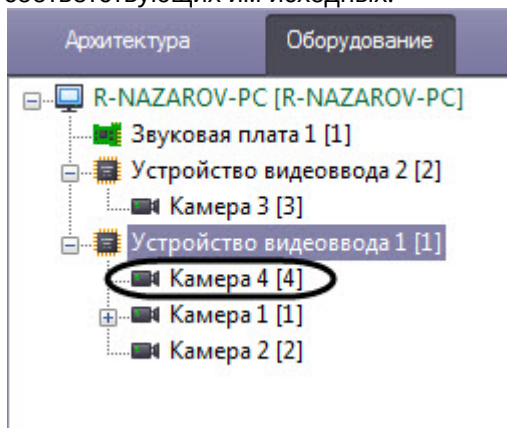 соответствующих им исходных.
Архитектура Оборудование
R-NAZAROV-PC [R-NAZAROV-PC]
Звуковая плата 1 [1]
Устройство видеоввода 2 [2]
Камера 3 [3]
Устройство видеоввода 1 [1]
Камера 4 [4]
Камера 1 [1]
Камера 2 [2]